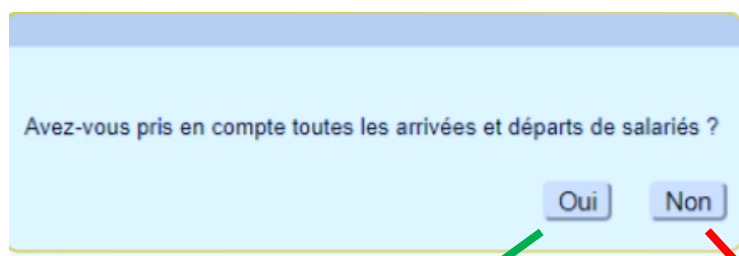 Avez-vous pris en compte toutes les arrivées et départs de salariés ?
Oui Non